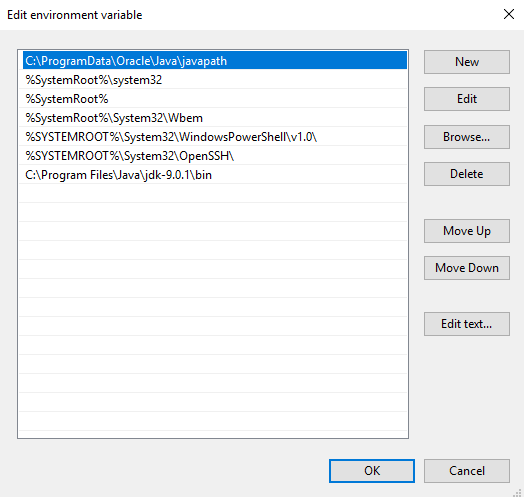 Edit environment variable
C:\ProgramData\Oracle\Java\javapath
%SystemRoot%\system32
%SystemRoot%
%SystemRoot%\System32\Wbem
%SYSTEMROOT%\System32\WindowsPowerShell\v1.0\
%SYSTEMROOT%\System32\OpenSSH\
C:\Program Files\Java\jdk-9.0.1\bin
New
Edit
Browse...
Delete
Move Up
Move Down
Edit text...
OK
Cancel